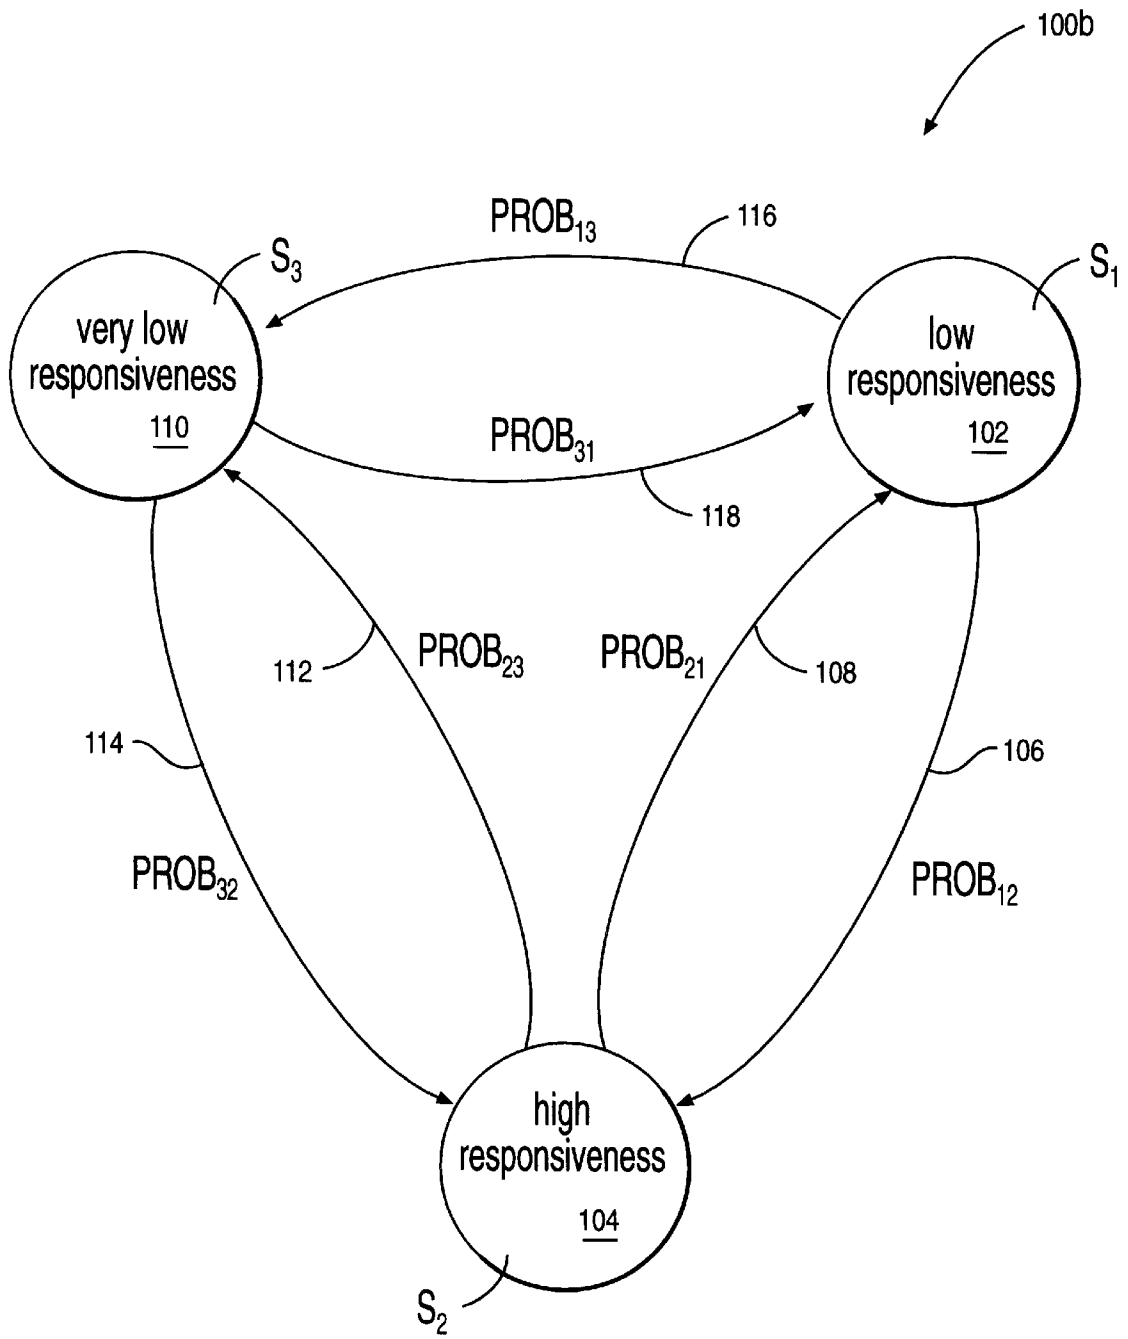 100b
PROB₁₃
116
S₃
S₁
very low
responsiveness
110
low
responsiveness
102
PROB₃₁
118
112
PROB₂₃
PROB₂₁
108
114
106
PROB₃₂
PROB₁₂
high
responsiveness
104
S₂